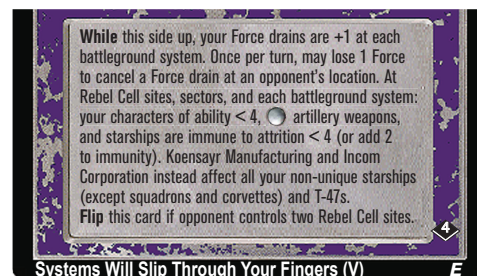 While this side up, your Force drains are +1 at each
battleground system. Once per turn, may lose 1 Force
to cancel a Force drain at an opponent's location. At
Rebel Cell sites, sectors, and each battleground system:
your characters of ability < 4, artillery weapons,
and starships are immune to attrition < 4 (or add 2
to immunity). Koensayr Manufacturing and Incom
Corporation instead affect all your non-unique starships
(except squadrons and corvettes) and T-47s.
Flip this card if opponent controls two Rebel Cell sites.
4
Systems Will Slip Through Your Fingers (V) E